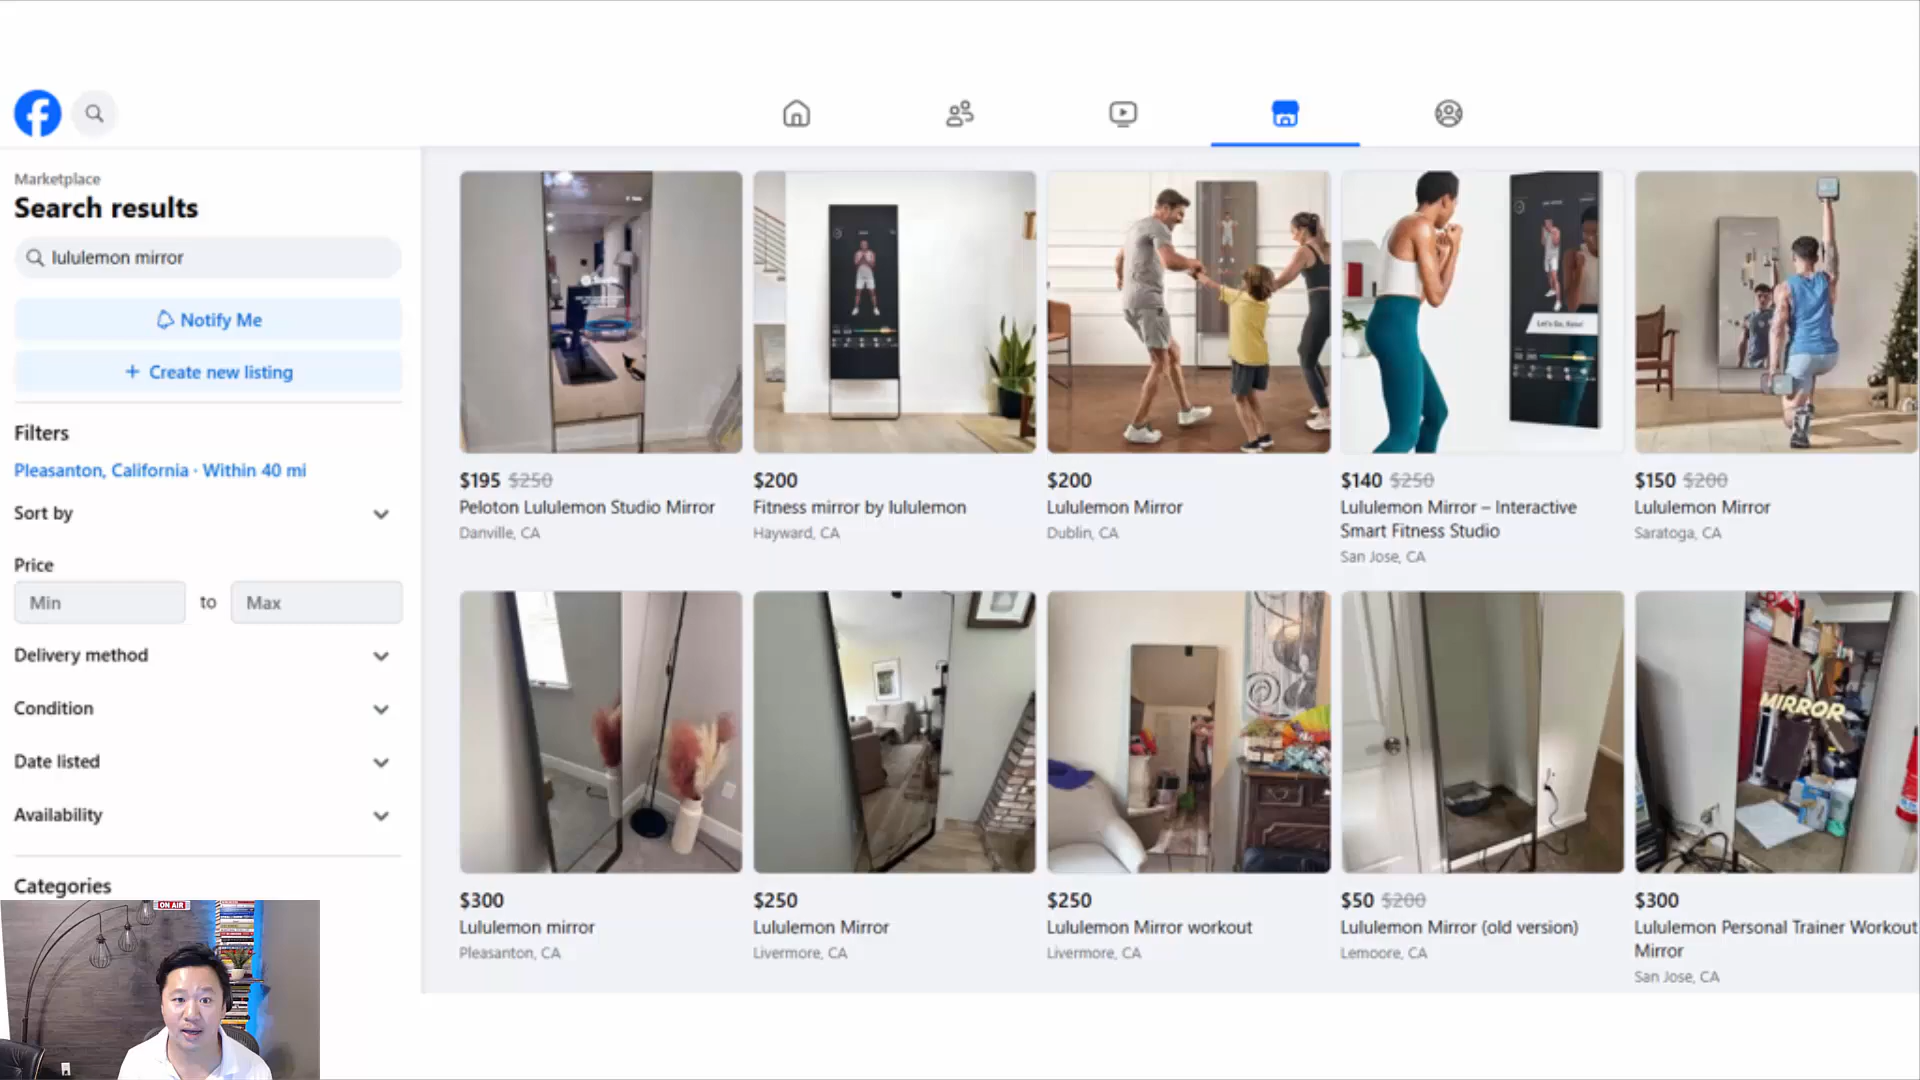 Marketplace
Search results
lululemon mirror
Notify Me
+ Create new listing
Filters
Pleasanton, California · Within 40 mi
Sort by
Price
Min to Max
Delivery method
Condition
Date listed
Availability
Categories
ON AIR
Let's Go,
$195 $250
Peloton Lululemon Studio Mirror
Danville, CA
$200
Fitness mirror by lululemon
Hayward, CA
$200
Lululemon Mirror
Dublin, CA
$140 $250
Lululemon Mirror – Interactive
Smart Fitness Studio
San Jose, CA
$150 $200
Lululemon Mirror
Saratoga, CA
MIRROR
$300
Lululemon mirror
Pleasanton, CA
$250
Lululemon Mirror
Livermore, CA
$250
Lululemon Mirror workout
Livermore, CA
$50 $200
Lululemon Mirror (old version)
Lemoore, CA
$300
Lululemon Personal Trainer Workout
Mirror
San Jose, CA